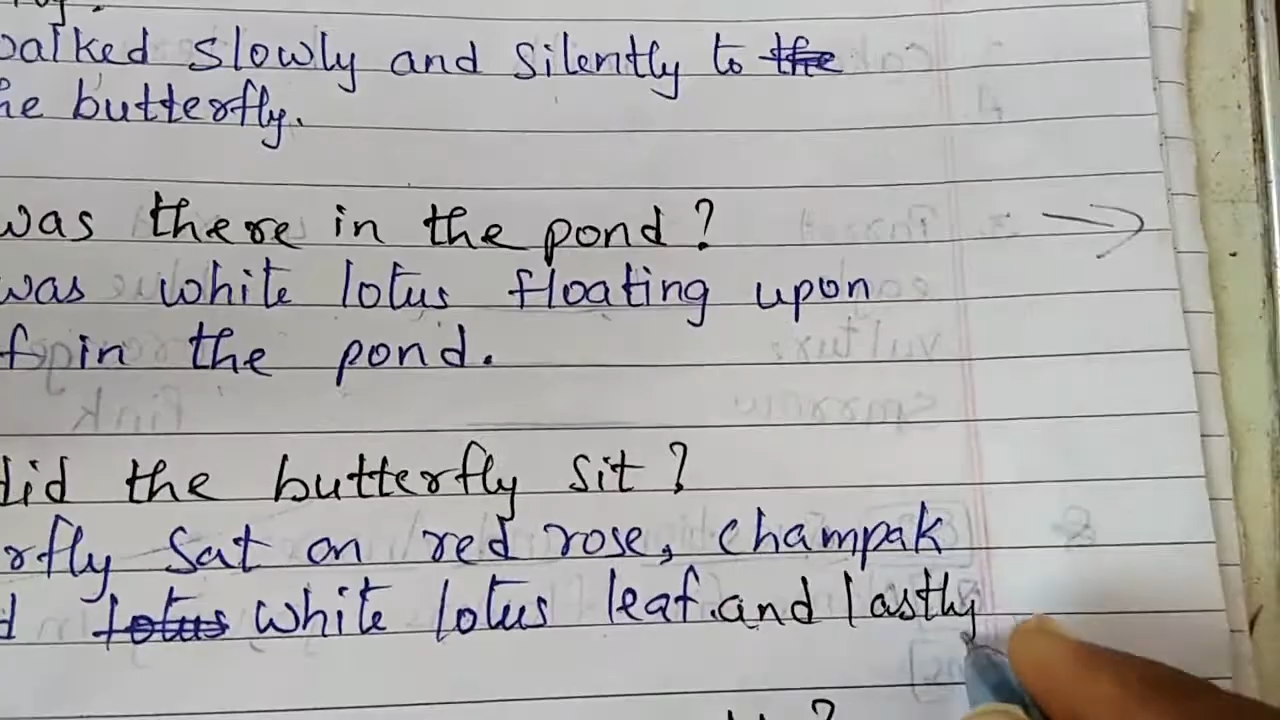 walked slowly and silently to the
he butterfly.
was there in the pond?
was white lotus floating upon
f in the pond.
did the butterfly sit?
rfly sat on red rose, champak
d lotus white lotus leaf. and lastly
?